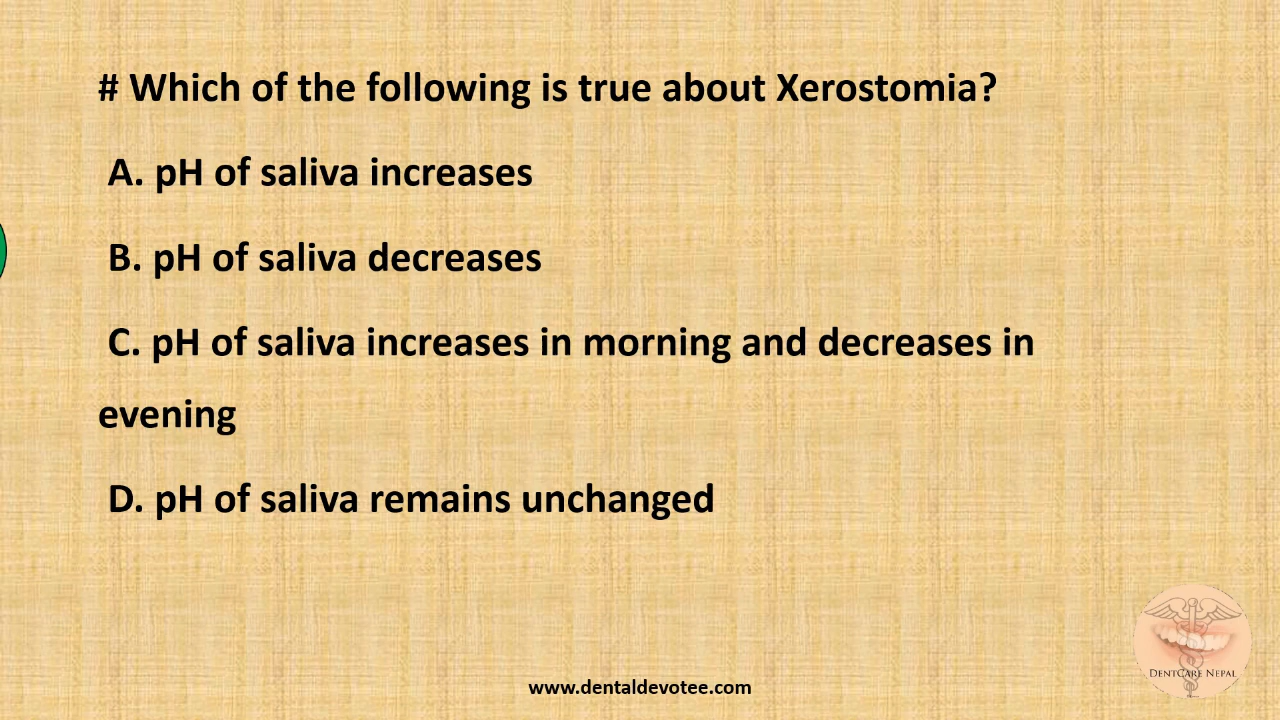 # Which of the following is true about Xerostomia?
A. pH of saliva increases
B. pH of saliva decreases
C. pH of saliva increases in morning and decreases in
evening
D. pH of saliva remains unchanged
DentCare Nepal
www.dentaldevotee.com